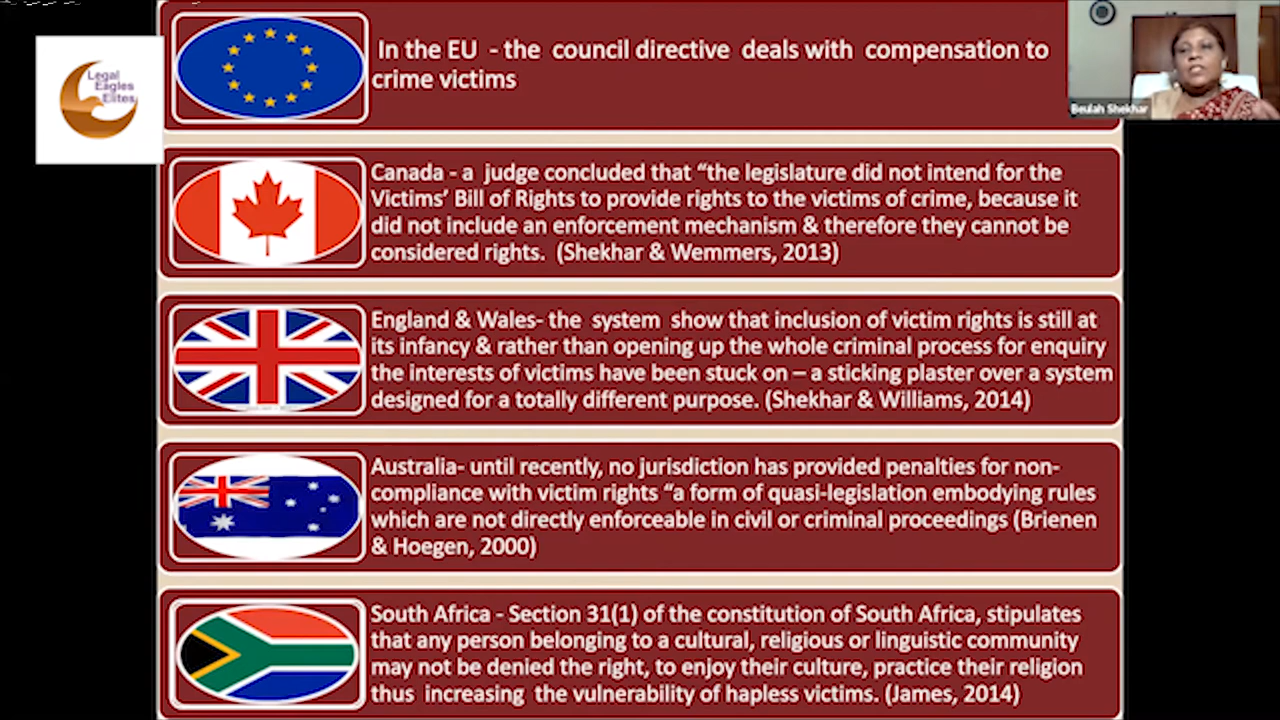 Legal
Eagles
Elites
In the EU - the council directive deals with compensation to
crime victims
Beulah Shekhar
Canada - a judge concluded that “the legislature did not intend for the
Victims’ Bill of Rights to provide rights to the victims of crime, because it
did not include an enforcement mechanism & therefore they cannot be
considered rights. (Shekhar & Wemmers, 2013)
England & Wales- the system show that inclusion of victim rights is still at
its infancy & rather than opening up the whole criminal process for enquiry
the interests of victims have been stuck on – a sticking plaster over a system
designed for a totally different purpose. (Shekhar & Williams, 2014)
Australia- until recently, no jurisdiction has provided penalties for non-
compliance with victim rights “a form of quasi-legislation embodying rules
which are not directly enforceable in civil or criminal proceedings (Brienen
& Hoegen, 2000)
South Africa - Section 31(1) of the constitution of South Africa, stipulates
that any person belonging to a cultural, religious or linguistic community
may not be denied the right, to enjoy their culture, practice their religion
thus increasing the vulnerability of hapless victims. (James, 2014)